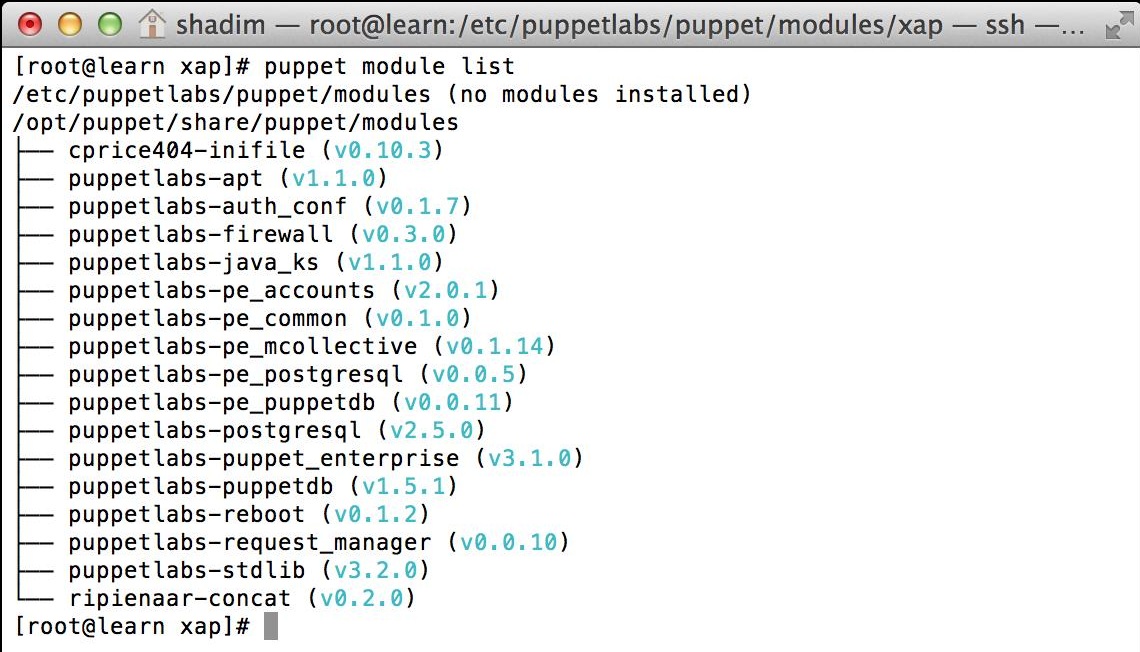 shadim — root@learn:/etc/puppetlabs/puppet/modules/xap — ssh —...
[root@learn xap]# puppet module list
/etc/puppetlabs/puppet/modules (no modules installed)
/opt/puppet/share/puppet/modules
├── cprice404-inifile (v0.10.3)
├── puppetlabs-apt (v1.1.0)
├── puppetlabs-auth_conf (v0.1.7)
├── puppetlabs-firewall (v0.3.0)
├── puppetlabs-java_ks (v1.1.0)
├── puppetlabs-pe_accounts (v2.0.1)
├── puppetlabs-pe_common (v0.1.0)
├── puppetlabs-pe_mcollective (v0.1.14)
├── puppetlabs-pe_postgresql (v0.0.5)
├── puppetlabs-pe_puppetdb (v0.0.11)
├── puppetlabs-postgresql (v2.5.0)
├── puppetlabs-puppet_enterprise (v3.1.0)
├── puppetlabs-puppetdb (v1.5.1)
├── puppetlabs-reboot (v0.1.2)
├── puppetlabs-request_manager (v0.0.10)
├── puppetlabs-stdlib (v3.2.0)
└── ripienaar-concat (v0.2.0)
[root@learn xap]#